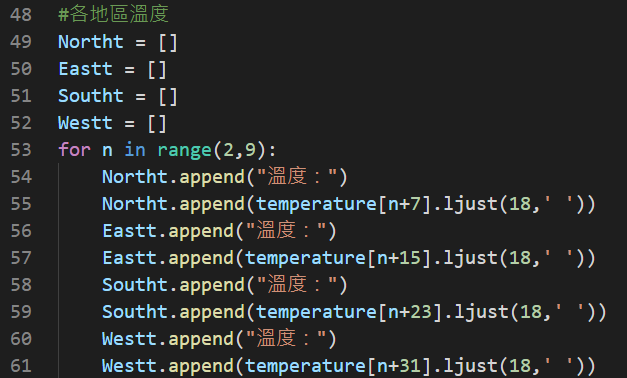 48 #各地區溫度
49 Northt = []
50 Eastt = []
51 Southt = []
52 Westt = []
53 for n in range(2,9):
54     Northt.append("溫度：")
55     Northt.append(temperature[n+7].ljust(18,' '))
56     Eastt.append("溫度：")
57     Eastt.append(temperature[n+15].ljust(18,' '))
58     Southt.append("溫度：")
59     Southt.append(temperature[n+23].ljust(18,' '))
60     Westt.append("溫度：")
61     Westt.append(temperature[n+31].ljust(18,' '))